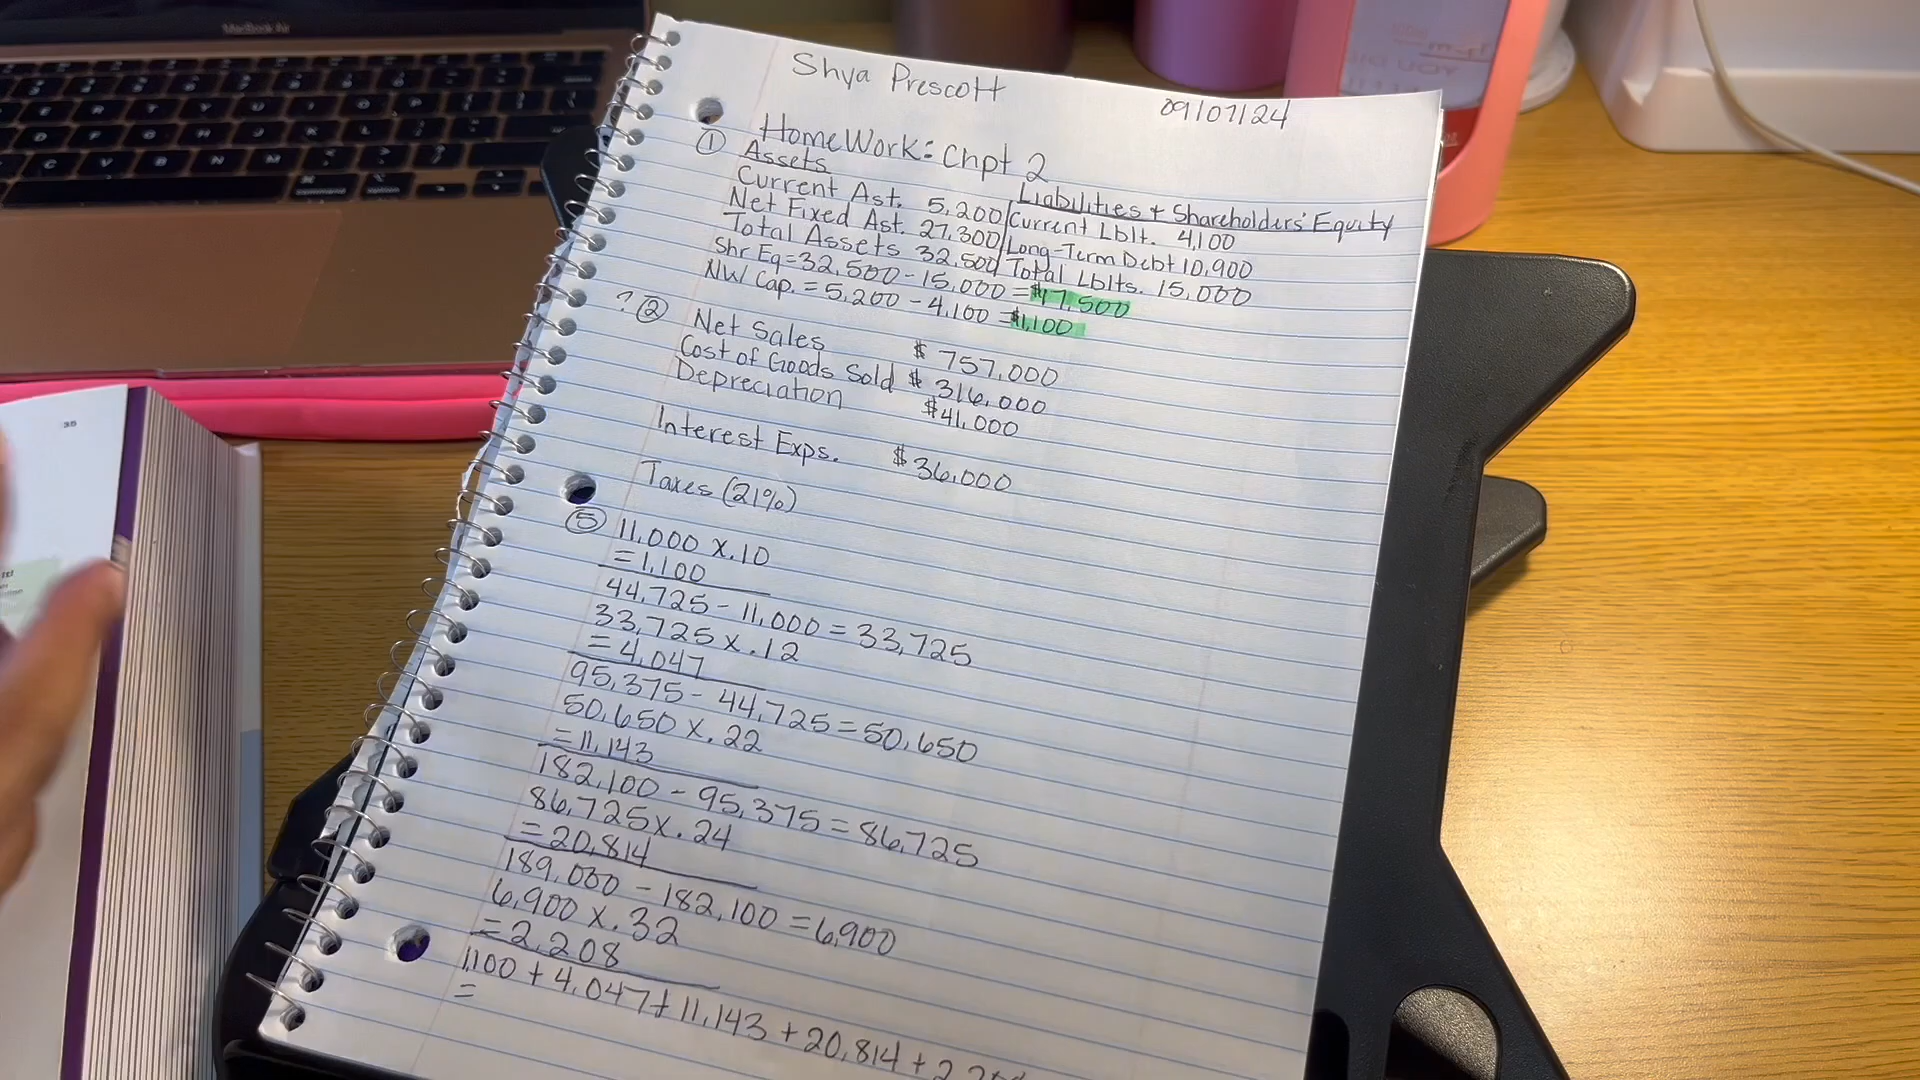 MacBook Air
Shya Prescott
09/07/24
HomeWork: Chpt 2
① Assets
Liabilities + Shareholders' Equity
Current Ast. 5,200
Current Lblt. 4,100
Net Fixed Ast. 27,300
Long-Term Debt 10,900
Total Assets 32,500
Total Lblts. 15,000
Shr Eq = 32,500 - 15,000 = $17,500
NW Cap. = 5,200 - 4,100 = $1,100
? ② Net Sales $ 757,000
Cost of Goods Sold $ 316,000
Depreciation $41,000
Interest Exps. $36,000
Taxes (21%)
⑤ 11,000 x .10
= 1,100
44,725 - 11,000 = 33,725
33,725 x .12
= 4,047
95,375 - 44,725 = 50,650
50,650 x .22
= 11,143
182,100 - 95,375 = 86,725
86,725 x .24
= 20,814
189,000 - 182,100 = 6,900
6,900 x .32
= 2,208
1,100 + 4,047 + 11,143 + 20,814 +
=
35